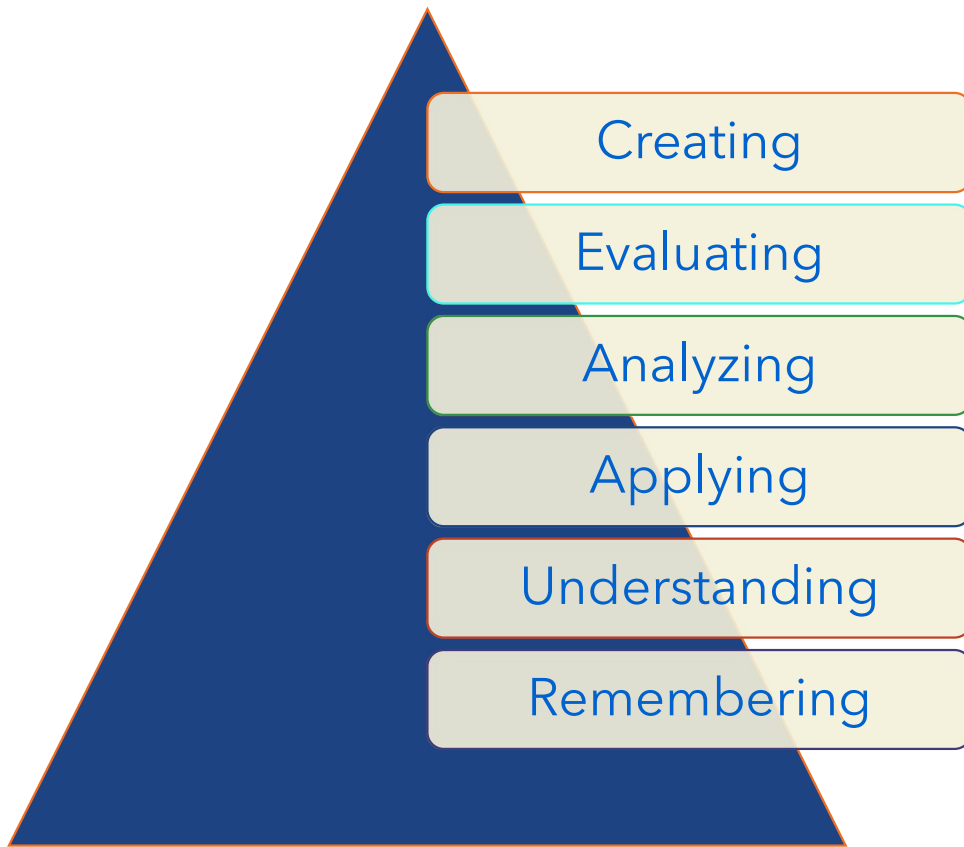 Creating
Evaluating
Analyzing
Applying
Understanding
Remembering